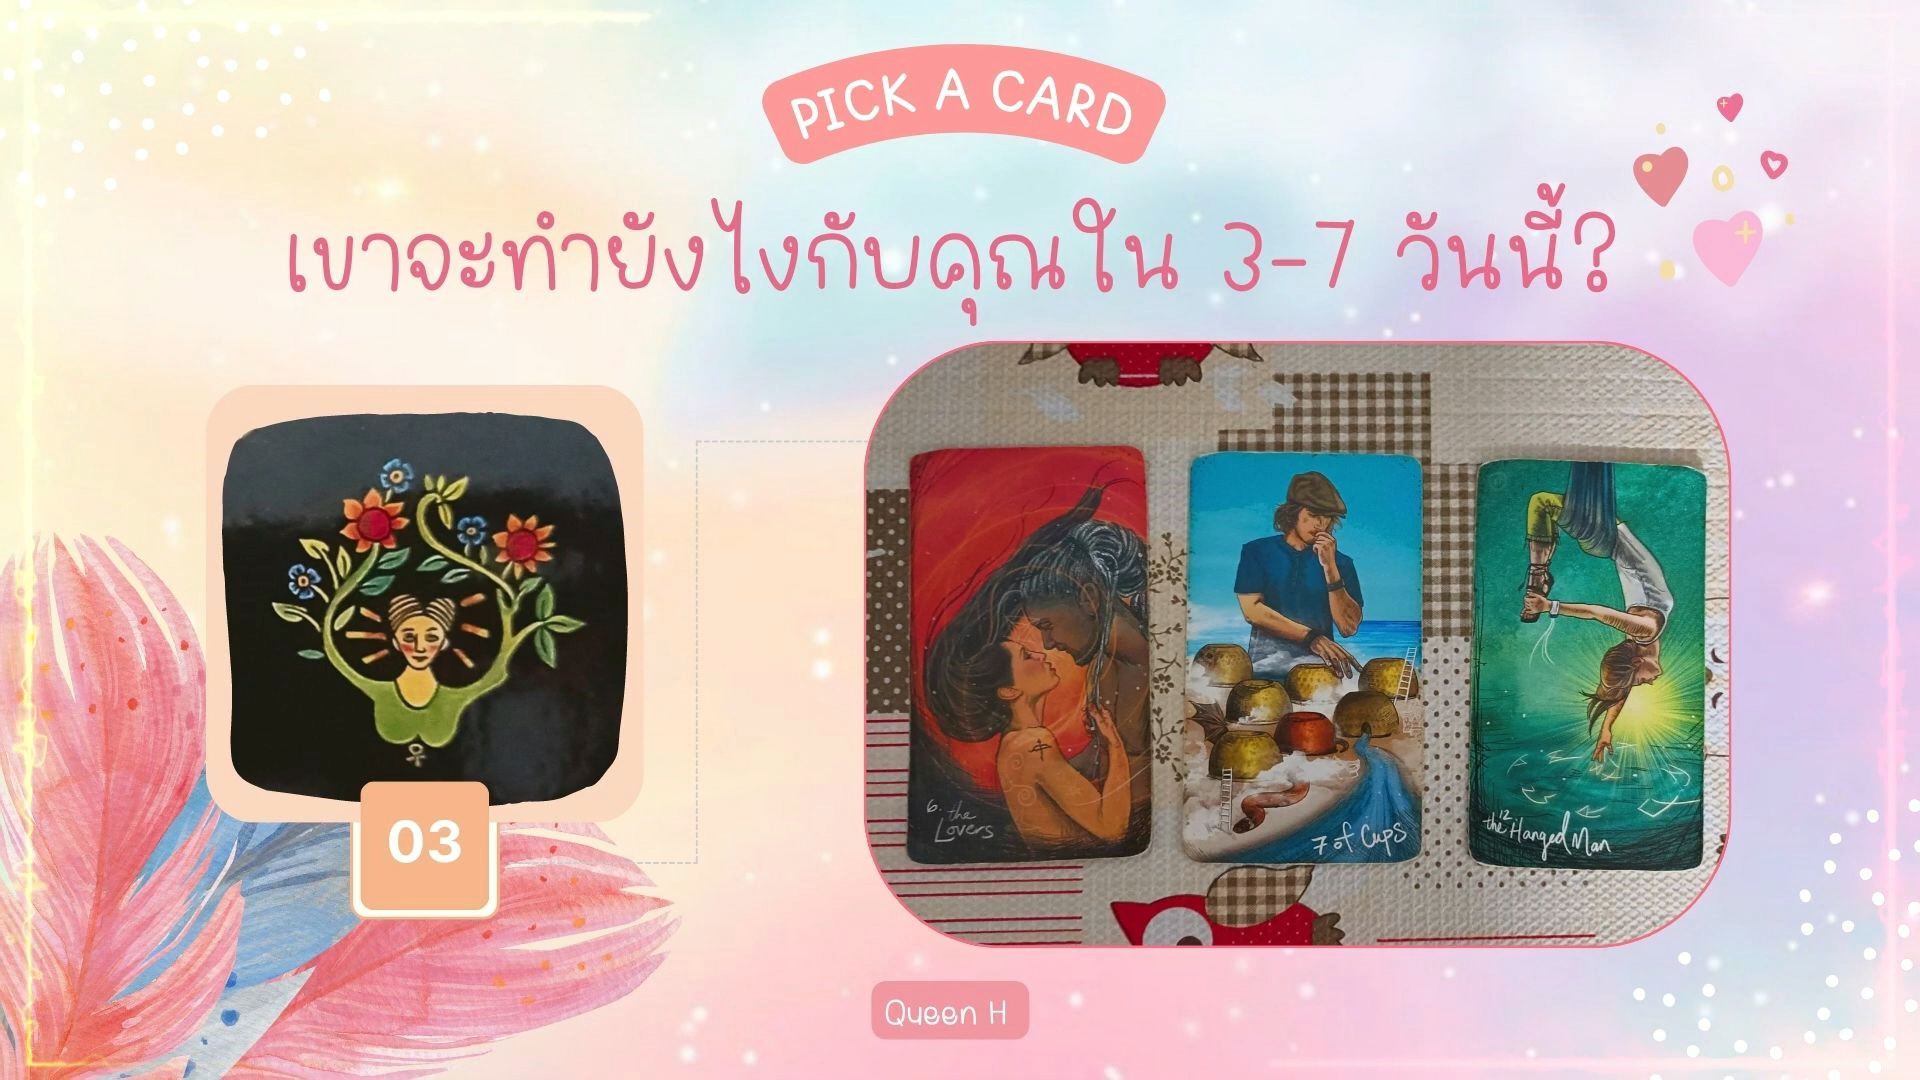 PICK A CARD
เขาจะทำยังไงกับคุณใน 3-7 วันนี้?
03
6. the Lovers
7 of Cups
12
the Hanged Man
Queen H